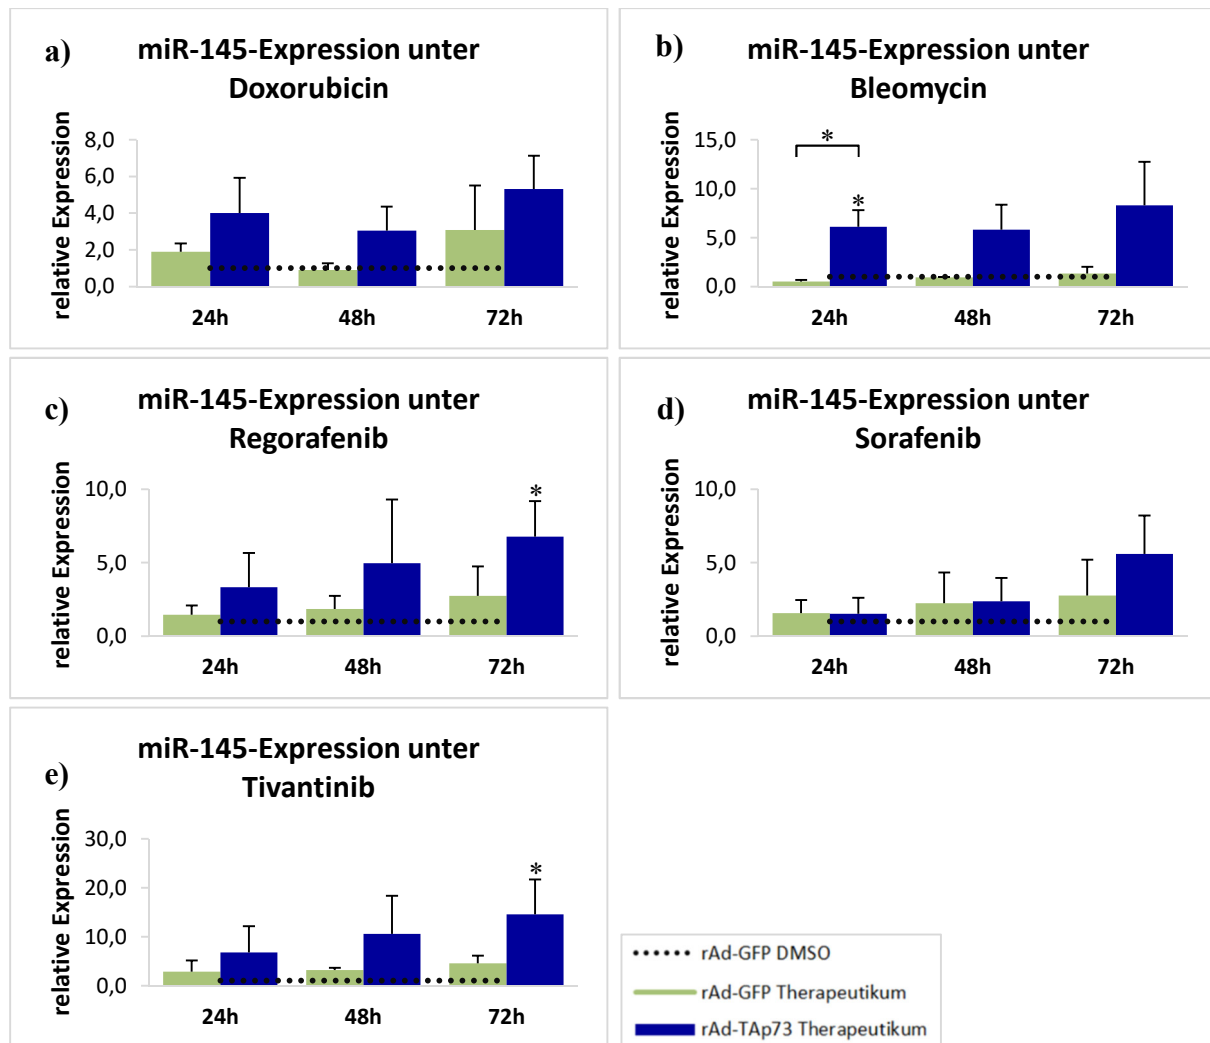 a)
miR-145-Expression unter
Doxorubicin
relative Expression
8,0
6,0
4,0
2,0
0,0
24h 48h 72h
b)
miR-145-Expression unter
Bleomycin
relative Expression
15,0
10,0
5,0
0,0
*
*
24h 48h 72h
c)
miR-145-Expression unter
Regorafenib
relative Expression
10,0
5,0
0,0
*
24h 48h 72h
d)
miR-145-Expression unter
Sorafenib
relative Expression
10,0
5,0
0,0
24h 48h 72h
e)
miR-145-Expression unter
Tivantinib
relative Expression
30,0
20,0
10,0
0,0
*
24h 48h 72h
rAd-GFP DMSO
rAd-GFP Therapeutikum
rAd-TAp73 Therapeutikum